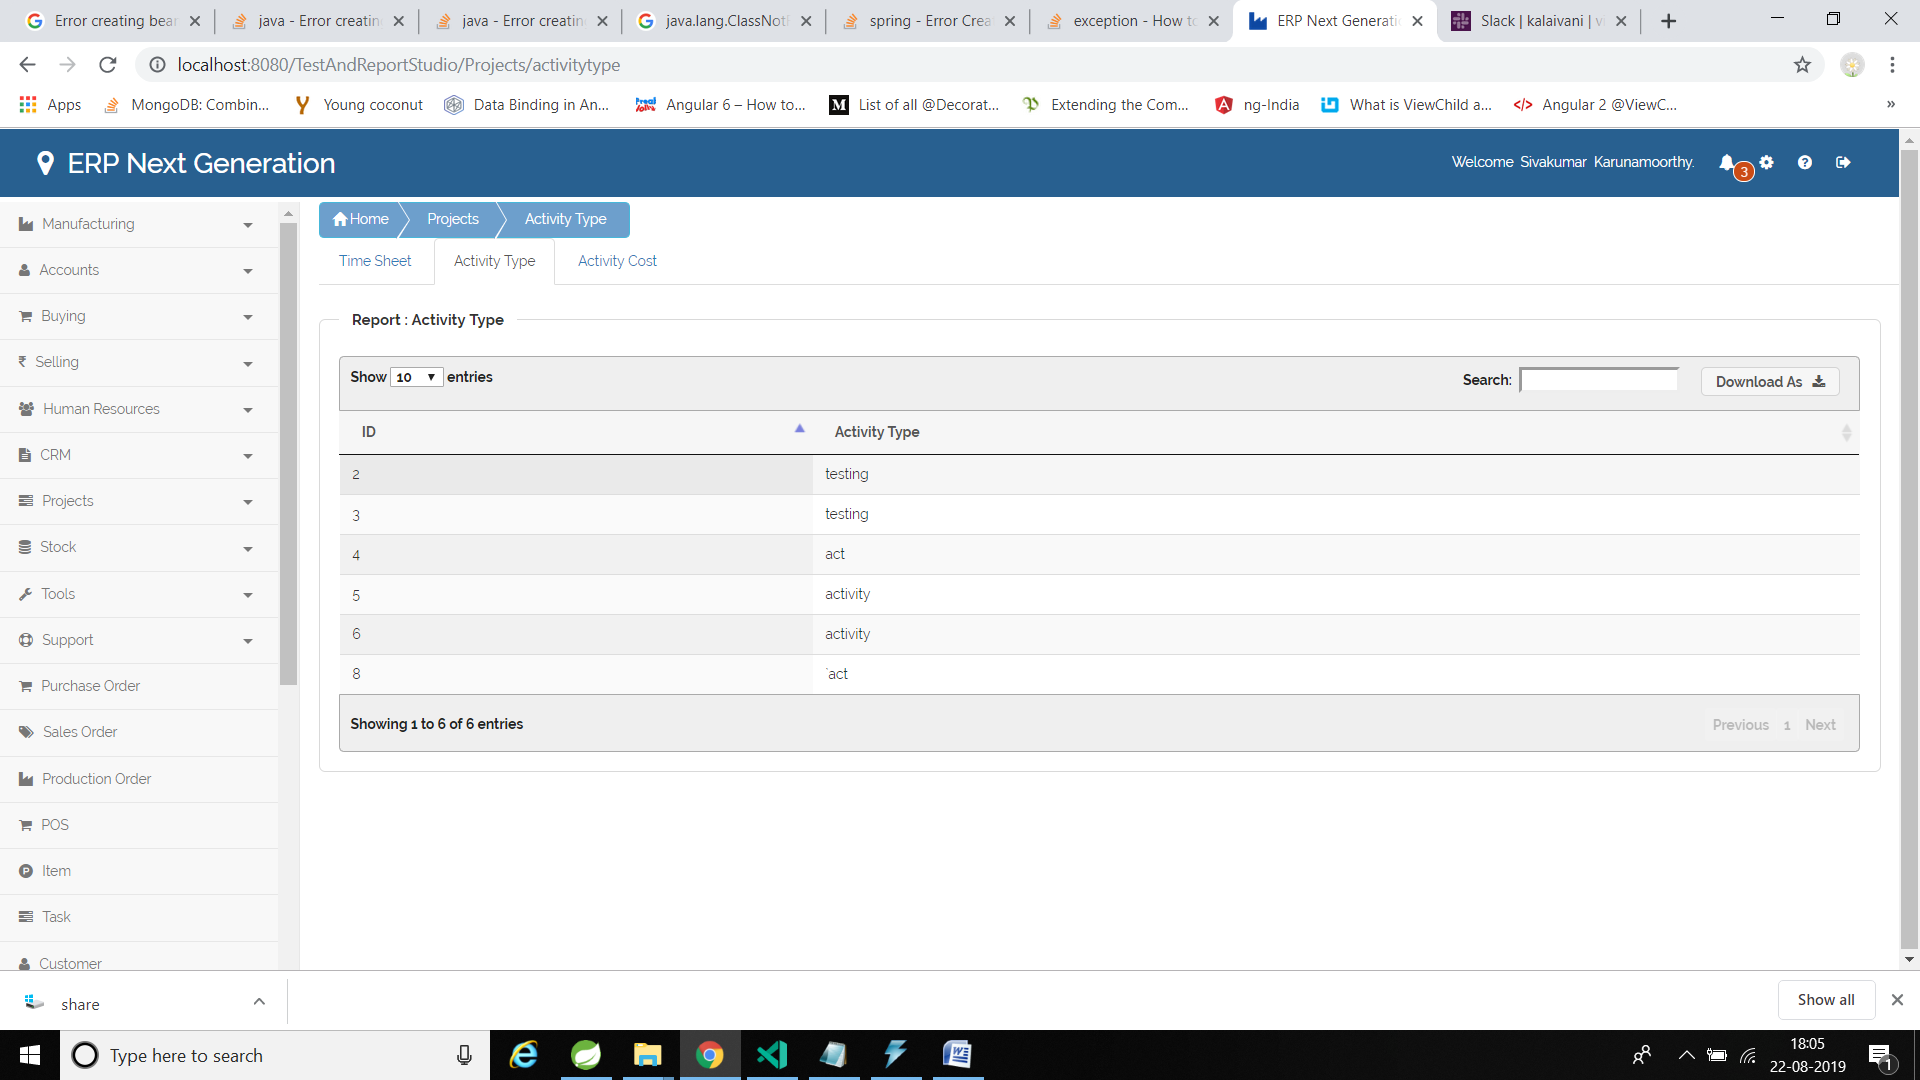 Error creating bear
java - Error creatin
java - Error creatin
java.lang.ClassNot
spring - Error Crea
exception - How to
ERP Next Generati
Slack | kalaivani | v
localhost:8080/TestAndReportStudio/Projects/activitytype
Apps
MongoDB: Combin...
Young coconut
Data Binding in An...
Angular 6 – How to...
List of all @Decorat...
Extending the Com...
ng-India
What is ViewChild a...
Angular 2 @ViewC...
»
ERP Next Generation
Welcome Sivakumar Karunamoorthy.
3
Manufacturing
Accounts
Buying
Selling
Human Resources
CRM
Projects
Stock
Tools
Support
Purchase Order
Sales Order
Production Order
POS
Item
Task
Customer
Home
Projects
Activity Type
Time Sheet
Activity Type
Activity Cost
Report : Activity Type
Show 10 entries
Search:
Download As
ID
Activity Type
2 testing
3 testing
4 act
5 activity
6 activity
8 `act
Showing 1 to 6 of 6 entries
Previous 1 Next
share
Show all
Type here to search
18:05
22-08-2019
1